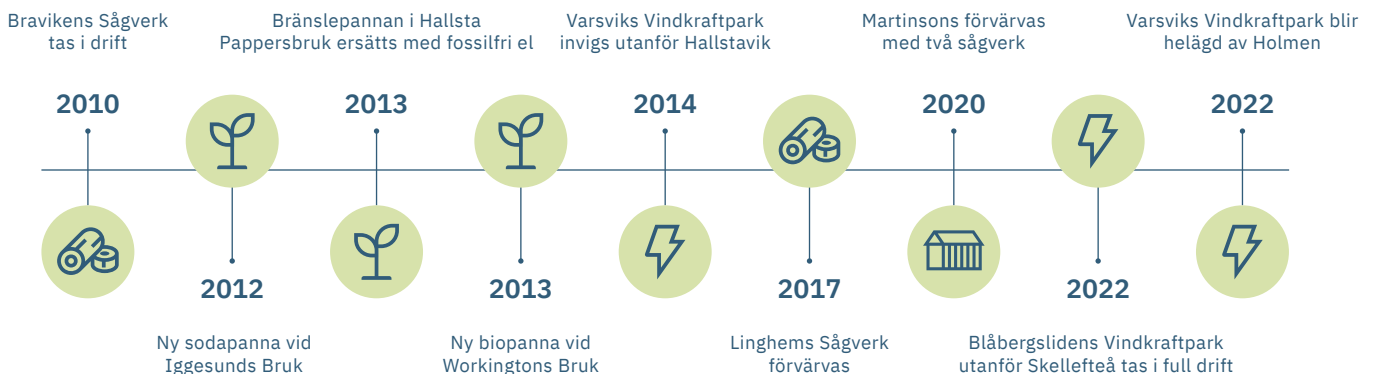 Bravikens Sågverk
tas i drift
2010
Ny sodapanna vid
Iggesunds Bruk
2012
Bränslepannan i Hallsta
Pappersbruk ersätts med fossilfri el
2013
2013
Ny biopanna vid
Workingtons Bruk
Varsviks Vindkraftpark
invigs utanför Hallstavik
2014
2017
Linghems Sågverk
förvärvas
Martinsons förvärvas
med två sågverk
2020
2022
Blåbergslidens Vindkraftpark
utanför Skellefteå tas i full drift
Varsviks Vindkraftpark blir
helägd av Holmen
2022